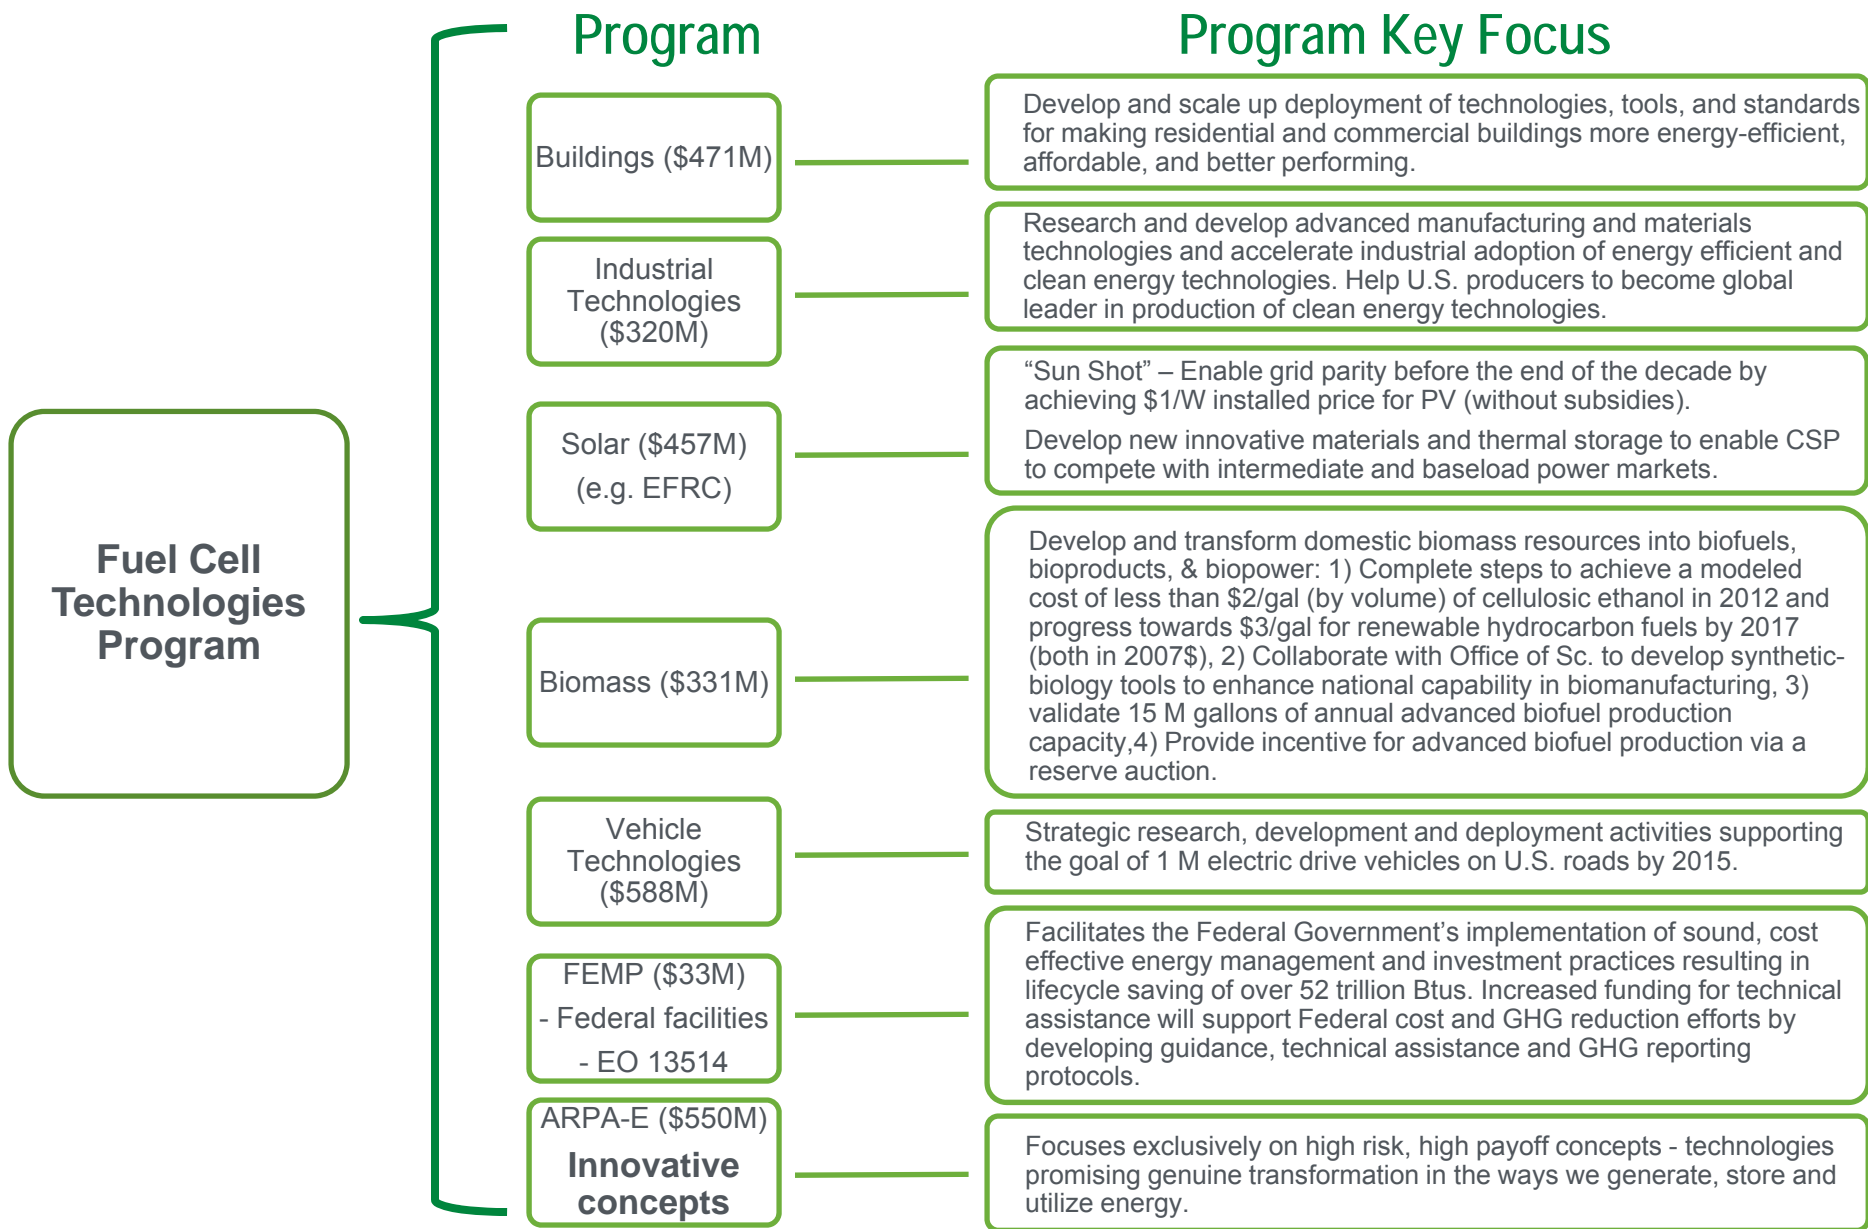 Program
Program Key Focus
Fuel Cell
Technologies
Program
Buildings ($471M)
Develop and scale up deployment of technologies, tools, and standards
for making residential and commercial buildings more energy-efficient,
affordable, and better performing.
Industrial
Technologies
($320M)
Research and develop advanced manufacturing and materials
technologies and accelerate industrial adoption of energy efficient and
clean energy technologies. Help U.S. producers to become global
leader in production of clean energy technologies.
Solar ($457M)
(e.g. EFRC)
“Sun Shot” – Enable grid parity before the end of the decade by
achieving $1/W installed price for PV (without subsidies).
Develop new innovative materials and thermal storage to enable CSP
to compete with intermediate and baseload power markets.
Biomass ($331M)
Develop and transform domestic biomass resources into biofuels,
bioproducts, & biopower: 1) Complete steps to achieve a modeled
cost of less than $2/gal (by volume) of cellulosic ethanol in 2012 and
progress towards $3/gal for renewable hydrocarbon fuels by 2017
(both in 2007$), 2) Collaborate with Office of Sc. to develop synthetic-
biology tools to enhance national capability in biomanufacturing, 3)
validate 15 M gallons of annual advanced biofuel production
capacity,4) Provide incentive for advanced biofuel production via a
reserve auction.
Vehicle
Technologies
($588M)
Strategic research, development and deployment activities supporting
the goal of 1 M electric drive vehicles on U.S. roads by 2015.
FEMP ($33M)
- Federal facilities
- EO 13514
Facilitates the Federal Government’s implementation of sound, cost
effective energy management and investment practices resulting in
lifecycle saving of over 52 trillion Btus. Increased funding for technical
assistance will support Federal cost and GHG reduction efforts by
developing guidance, technical assistance and GHG reporting
protocols.
ARPA-E ($550M)
Innovative
concepts
Focuses exclusively on high risk, high payoff concepts - technologies
promising genuine transformation in the ways we generate, store and
utilize energy.